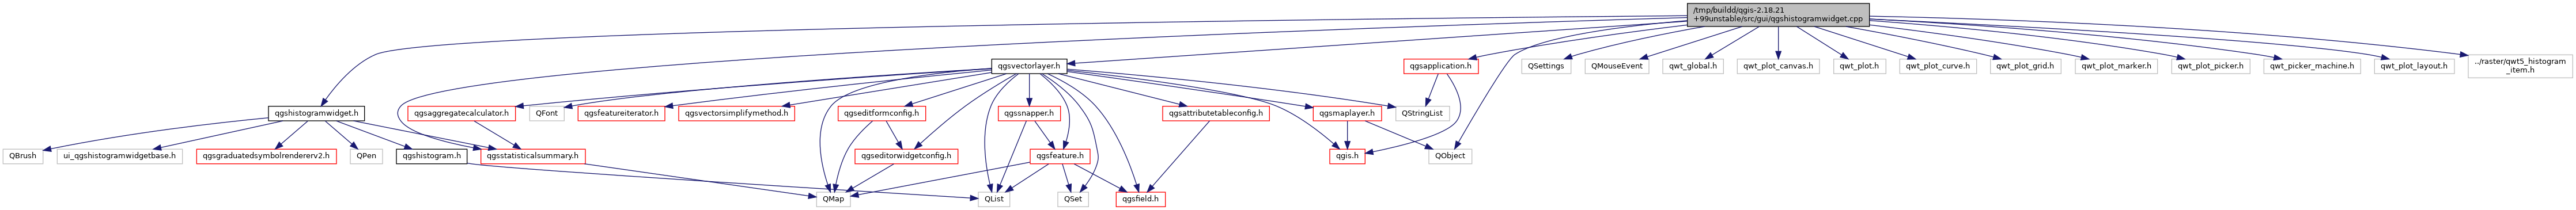 /tmp/buildd/qgis-2.18.21
+99unstable/src/gui/qgshistogramwidget.cpp
qgsvectorlayer.h
qgsapplication.h
QSettings
QMouseEvent
qwt_global.h
qwt_plot_canvas.h
qwt_plot.h
qwt_plot_curve.h
qwt_plot_grid.h
qwt_plot_marker.h
qwt_plot_picker.h
qwt_picker_machine.h
qwt_plot_layout.h
../raster/qwt5_histogram
_item.h
qgshistogramwidget.h
qgsaggregatecalculator.h
QFont
qgsfeatureiterator.h
qgsvectorsimplifymethod.h
qgseditformconfig.h
qgssnapper.h
qgsattributetableconfig.h
qgsmaplayer.h
QStringList
QBrush
ui_qgshistogramwidgetbase.h
qgsgraduatedsymbolrendererv2.h
QPen
qgshistogram.h
qgsstatisticalsummary.h
qgseditorwidgetconfig.h
qgsfeature.h
qgis.h
QObject
QMap
QList
QSet
qgsfield.h